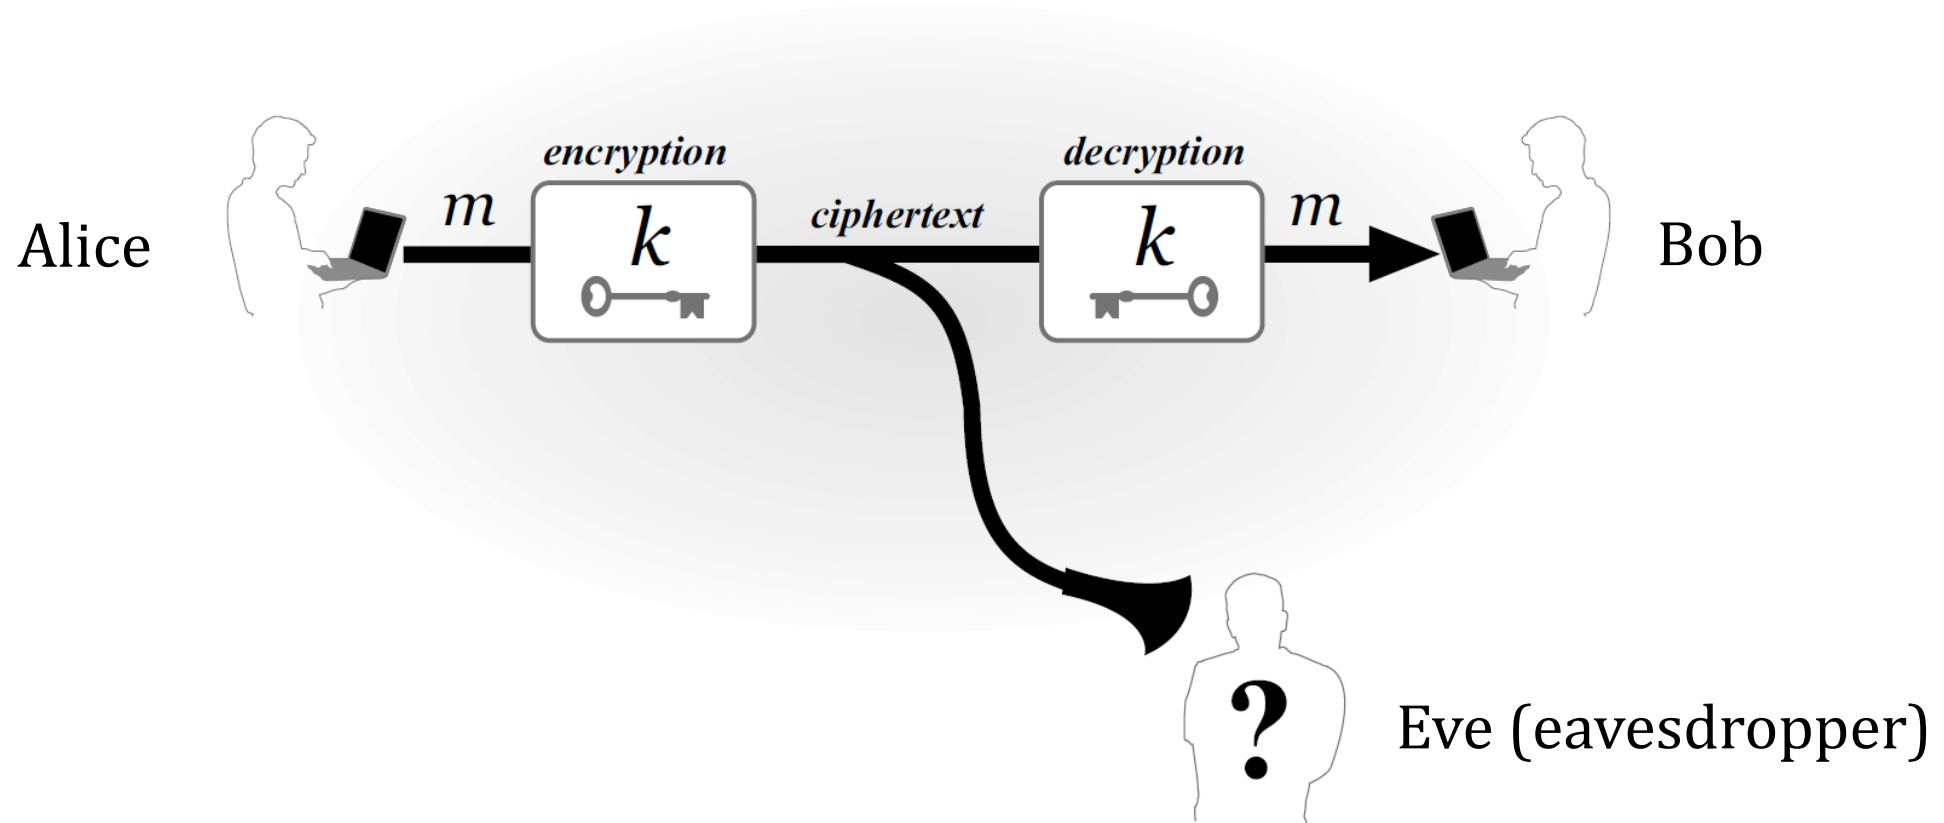 encryption
decryption
m
ciphertext
m
k
k
Alice
Bob
?
Eve (eavesdropper)